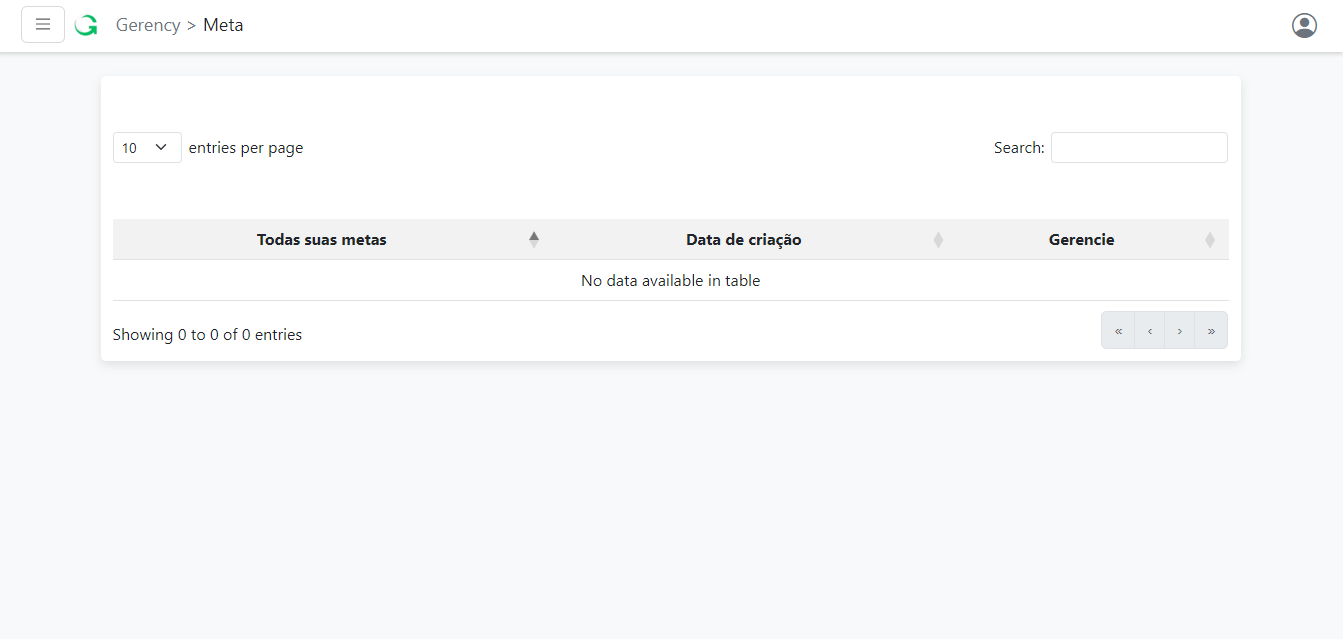 Gerency > Meta
10 entries per page
Search:
Todas suas metas Data de criação Gerencie
No data available in table
Showing 0 to 0 of 0 entries
« ‹ › »